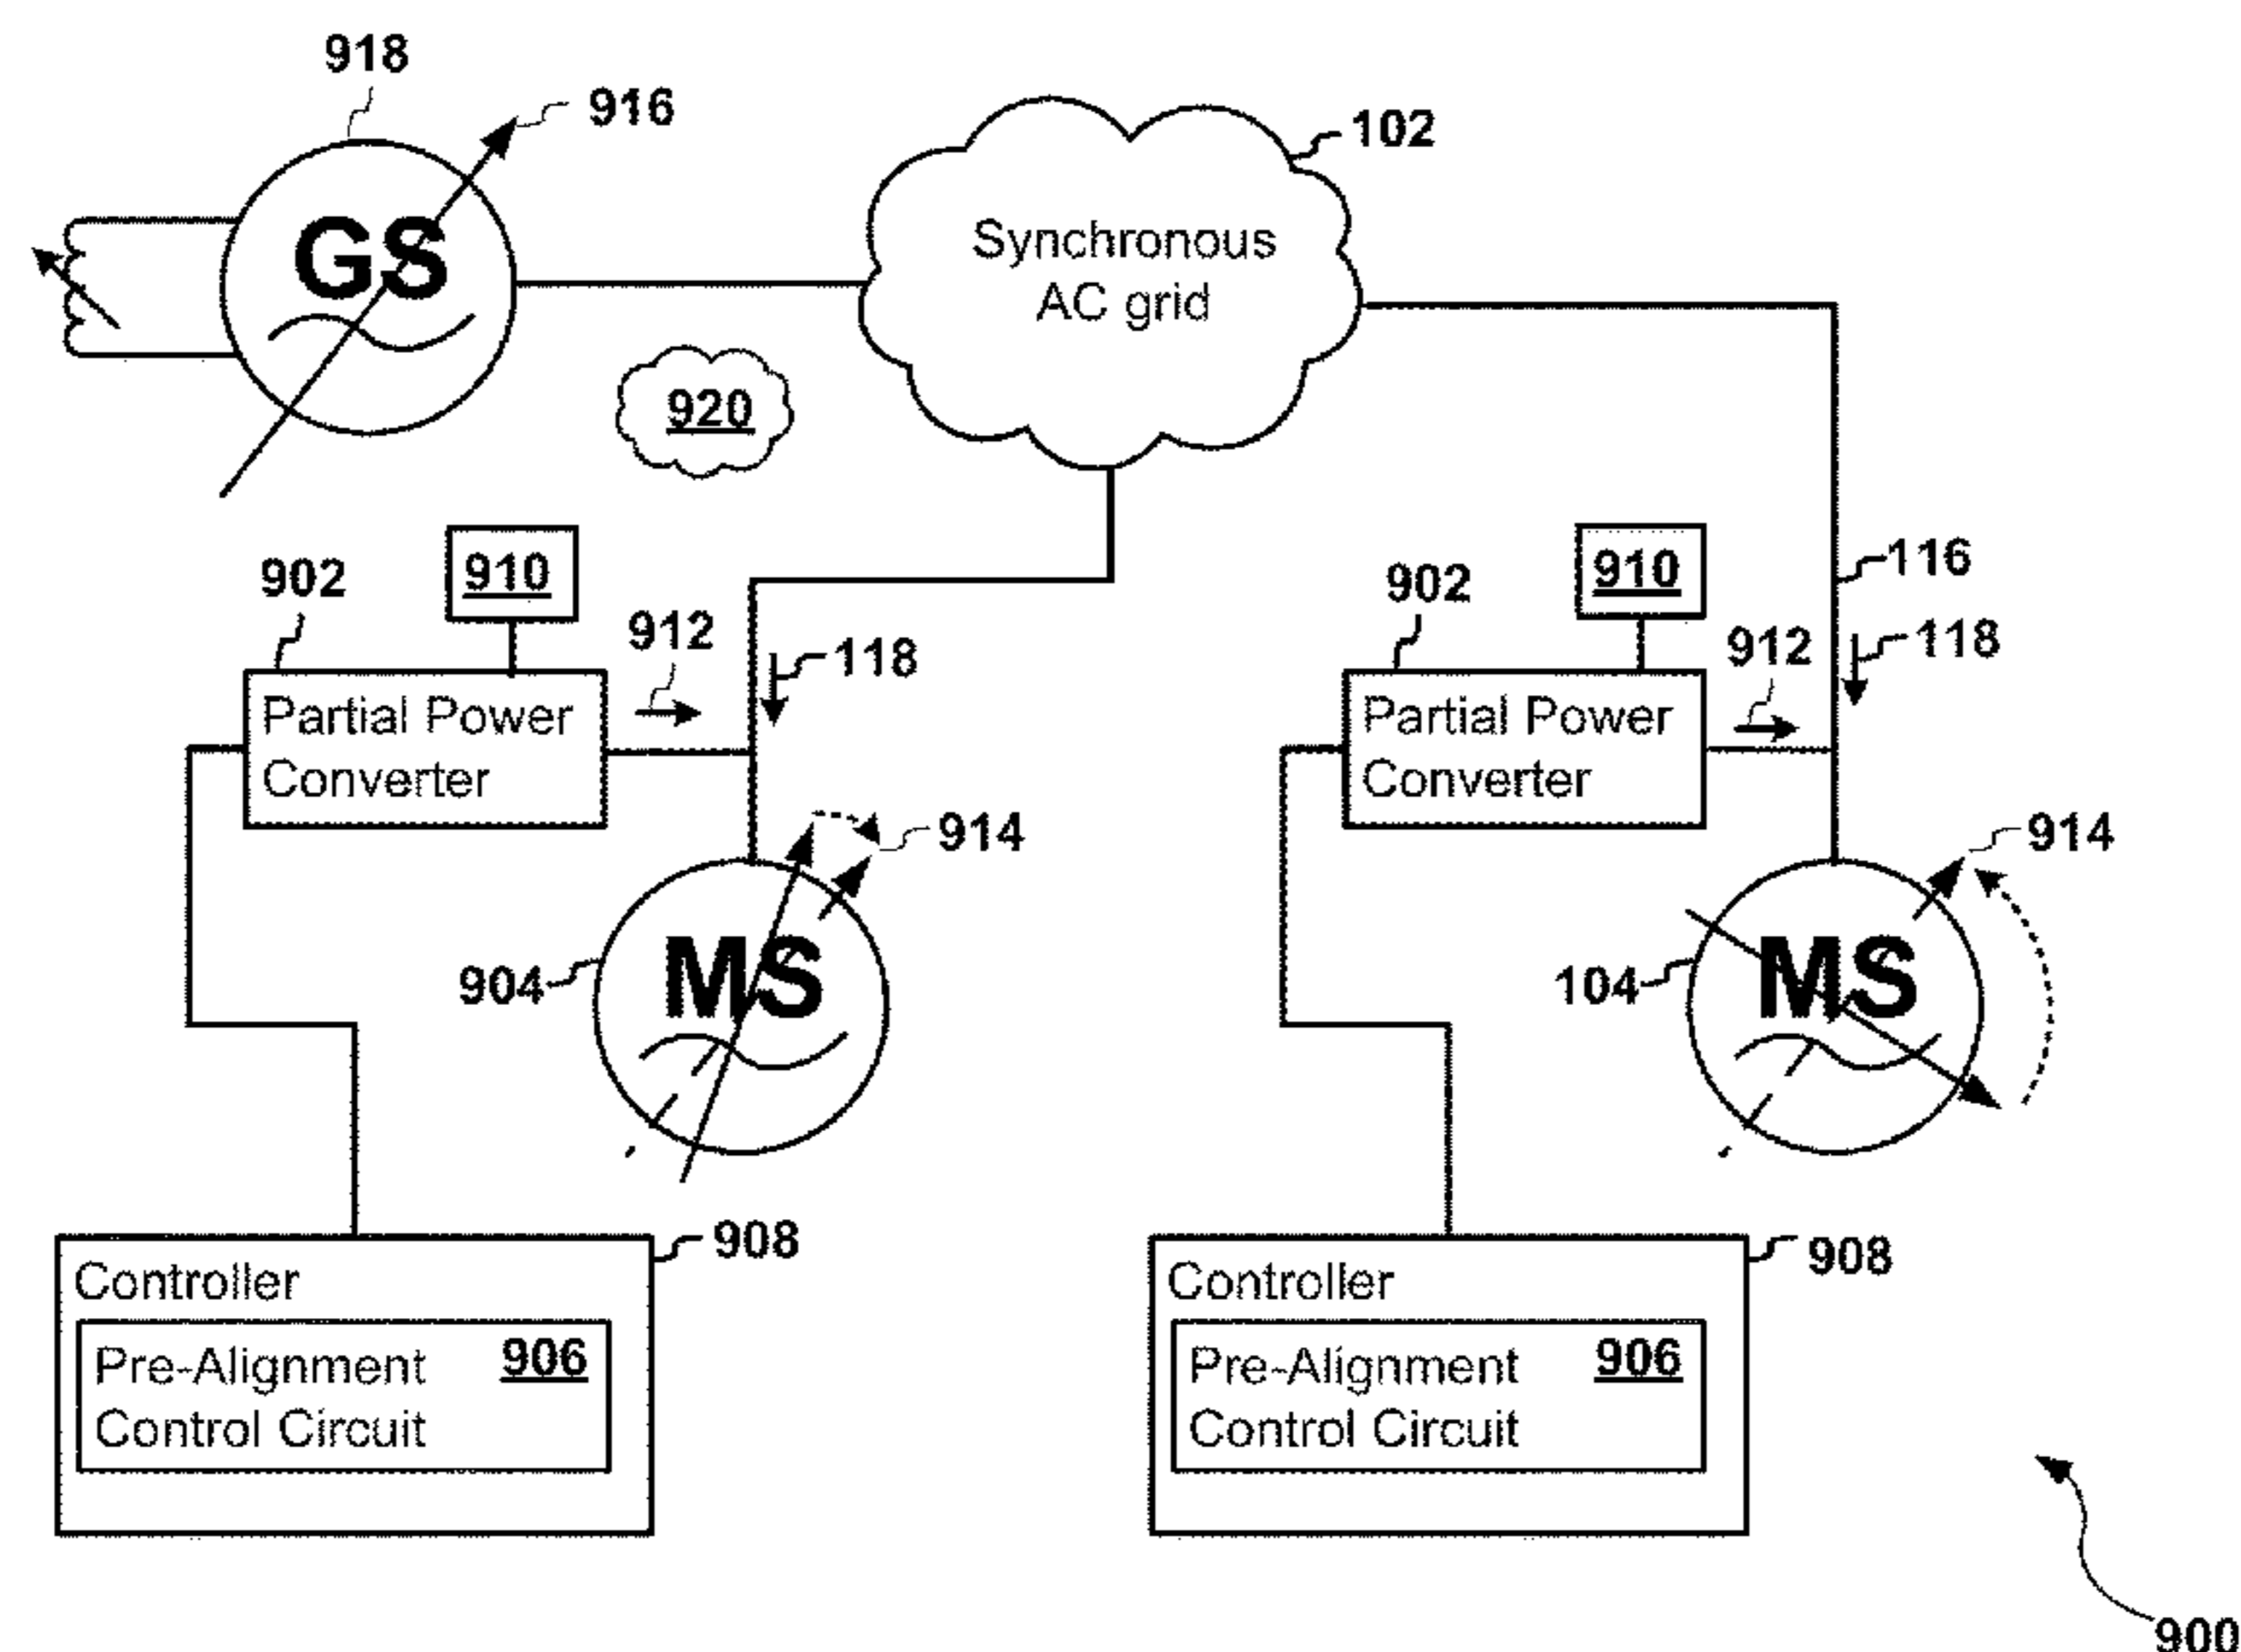 918
916
102
GS
Synchronous
AC grid
920
902
910
912
118
Partial Power
Converter
914
904
MS
908
Controller
Pre-Alignment
906
Control Circuit
902
910
116
912
118
Partial Power
Converter
914
104
MS
908
Controller
Pre-Alignment
906
Control Circuit
900